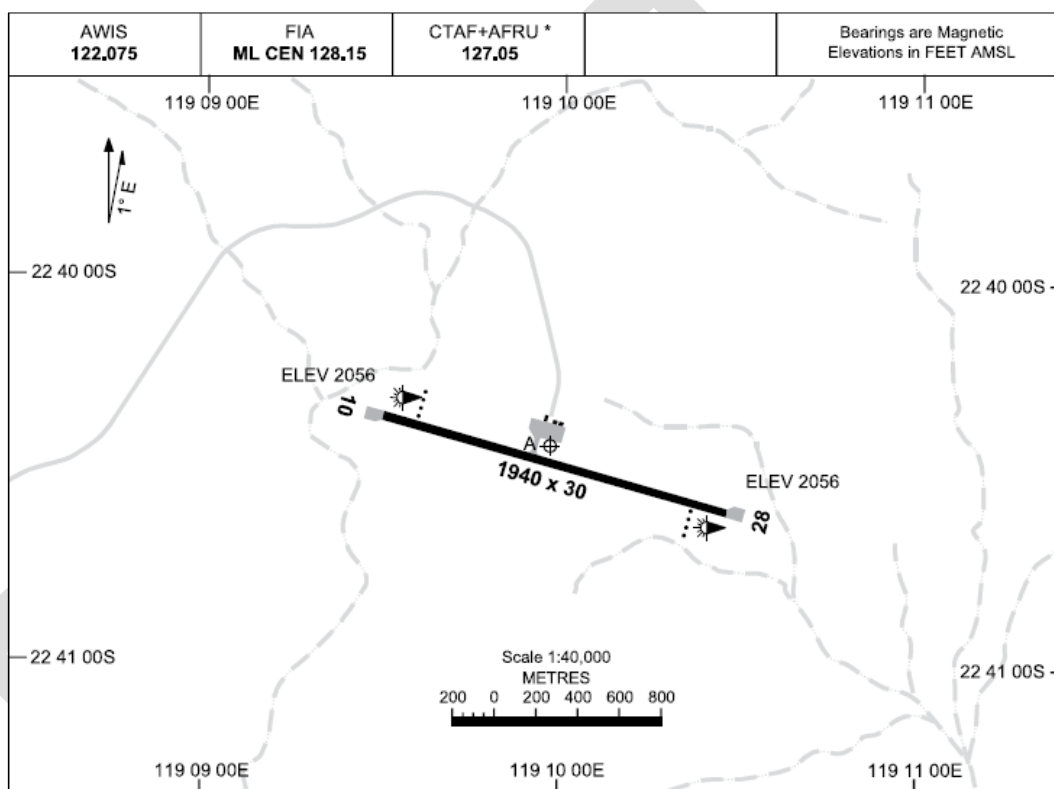 AWIS
122.075
FIA
ML CEN 128.15
CTAF+AFRU *
127.05
Bearings are Magnetic
Elevations in FEET AMSL
119 09 00E
119 10 00E
119 11 00E
1° E
22 40 00S
22 40 00S
ELEV 2056
10
A
1940 x 30
ELEV 2056
28
22 41 00S
22 41 00S
Scale 1:40,000
METRES
200 0 200 400 600 800
119 09 00E
119 10 00E
119 11 00E